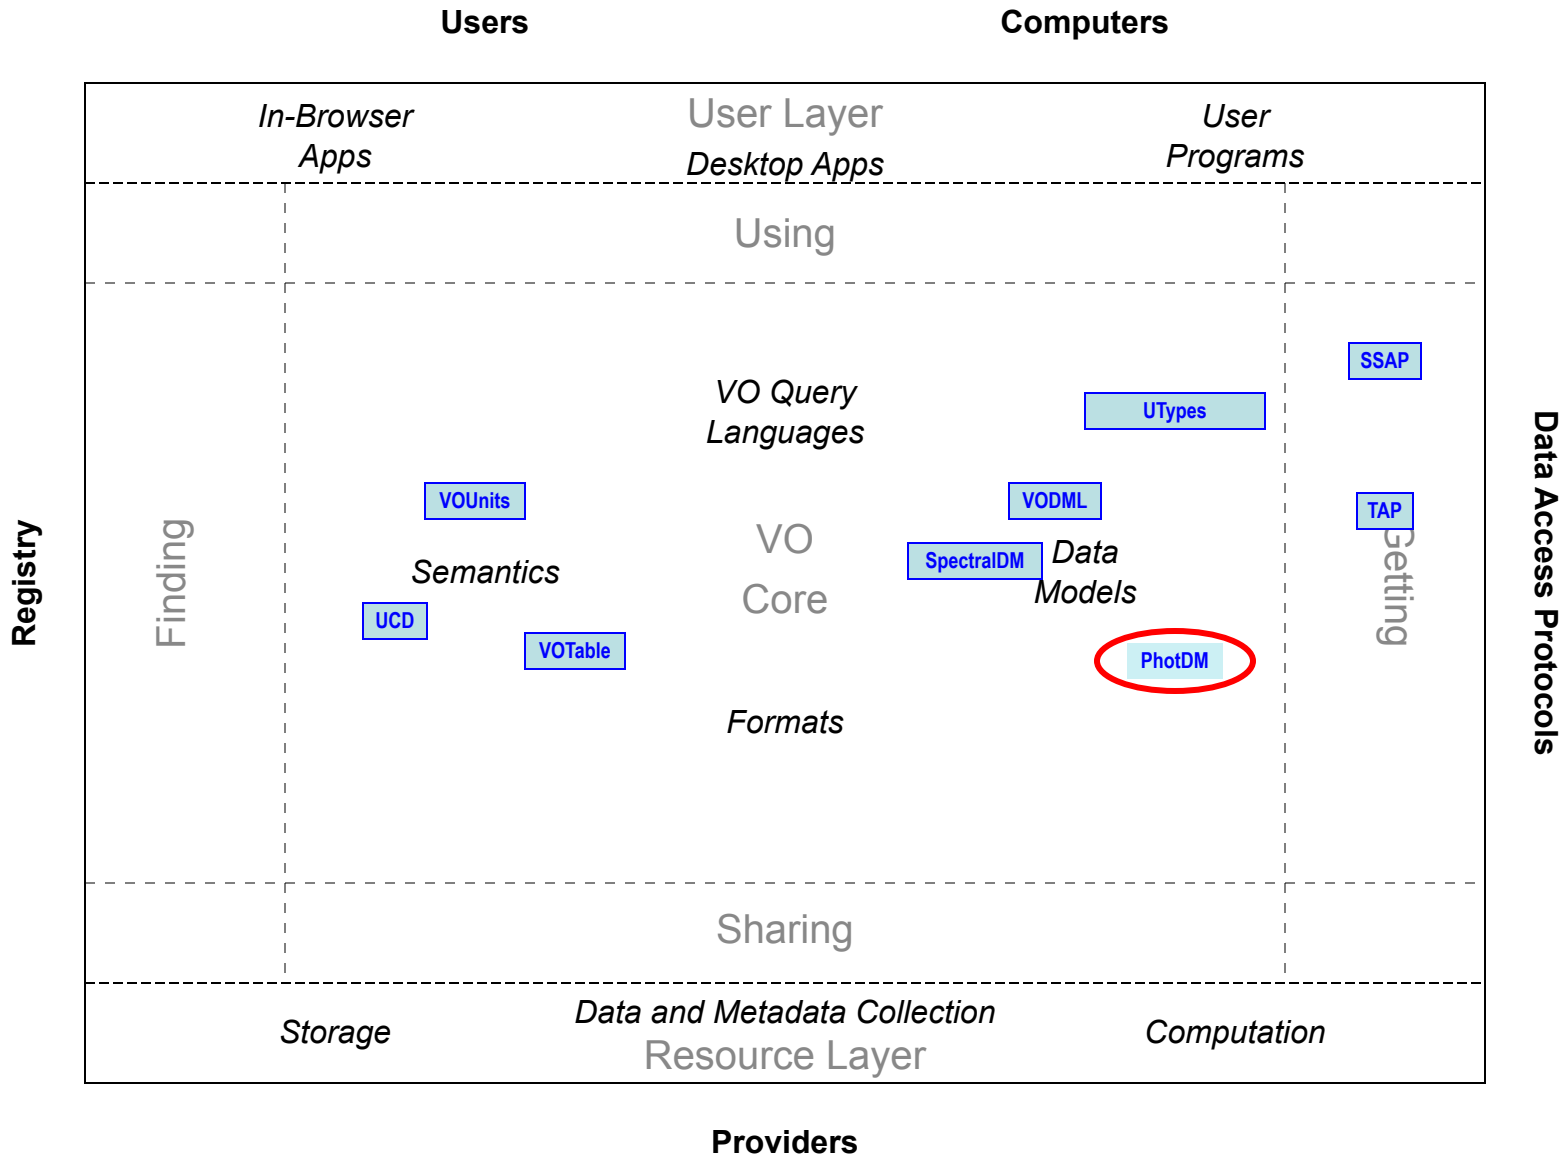 Users
Computers
In-Browser
Apps
User Layer
Desktop Apps
User
Programs
Using
SSAP
VO Query
Languages
UTypes
VOUnits
VODML
TAP
Finding
Semantics
VO
Core
SpectralDM
Data
Models
Getting
UCD
VOTable
PhotDM
Formats
Registry
Data Access Protocols
Sharing
Storage
Data and Metadata Collection
Resource Layer
Computation
Providers